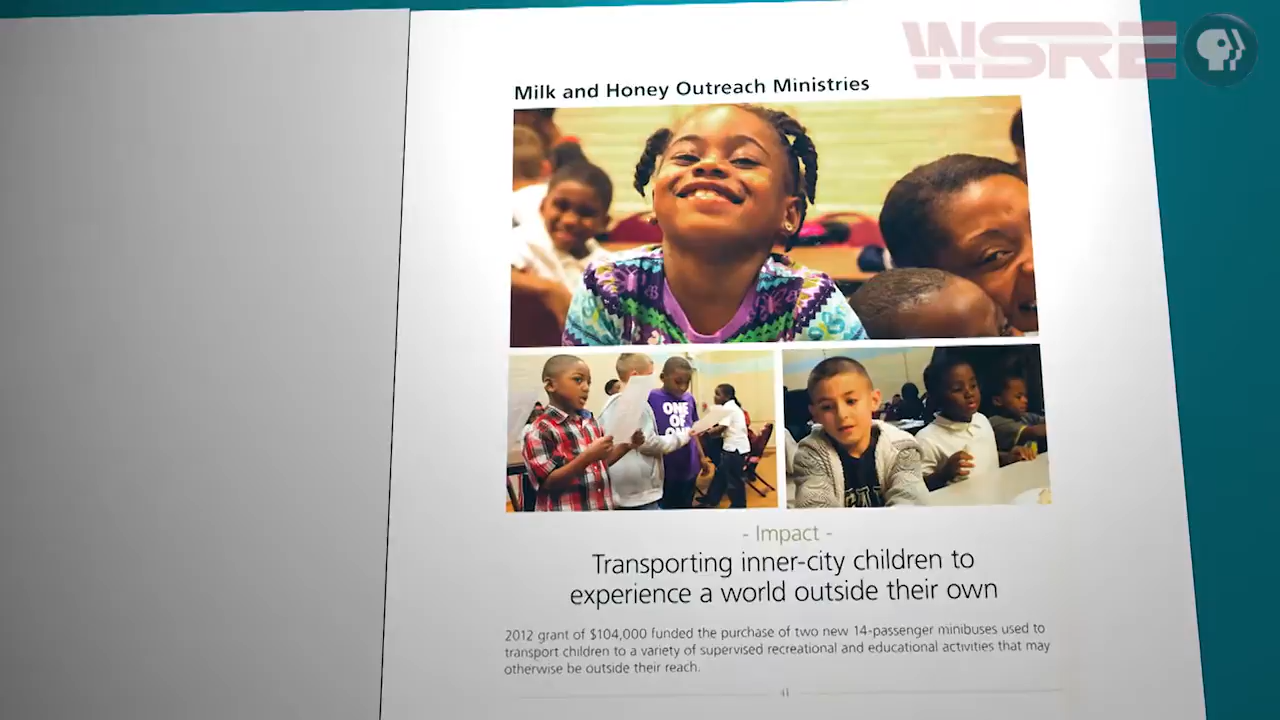 WSRE
Milk and Honey Outreach Ministries
ONE
OF
- Impact -
Transporting inner-city children to
experience a world outside their own
2012 grant of $104,000 funded the purchase of two new 14-passenger minibuses used to
transport children to a variety of supervised recreational and educational activities that may
otherwise be outside their reach.
41